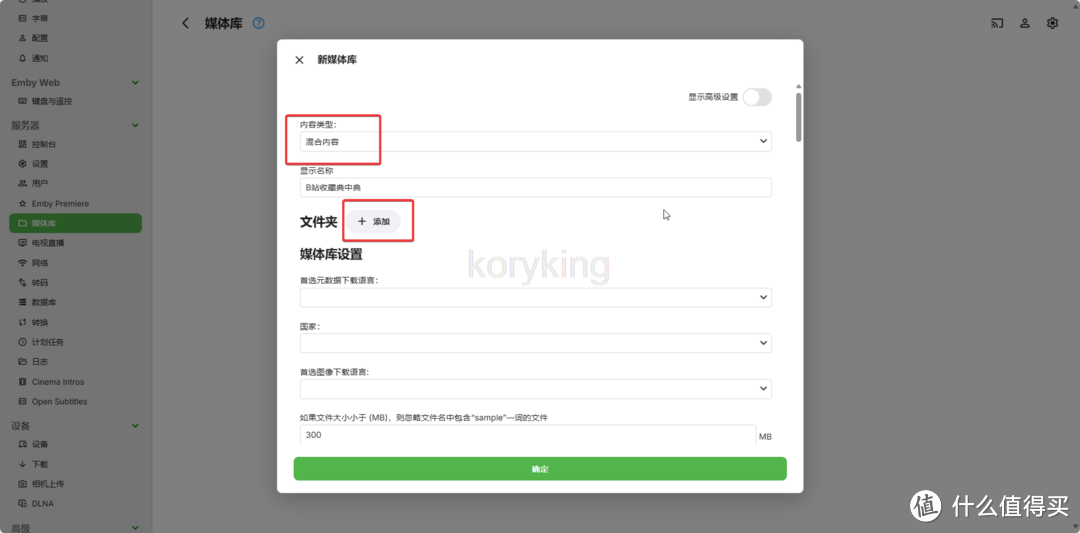 播放
字幕
配置
通知
Emby Web
键盘与遥控
服务器
控制台
设置
用户
Emby Premiere
媒体库
电视直播
网络
转码
数据库
转换
计划任务
日志
Cinema Intros
Open Subtitles
设备
设备
下载
相机上传
DLNA
高级
媒体库
新媒体库
显示高级设置
内容类型:
混合内容
显示名称
B站收藏典中典
文件夹
添加
媒体库设置
首选元数据下载语言:
国家:
首选图像下载语言:
如果文件大小小于 (MB)，则忽略文件名中包含“sample”一词的文件
300
MB
确定
koryking
值 什么值得买